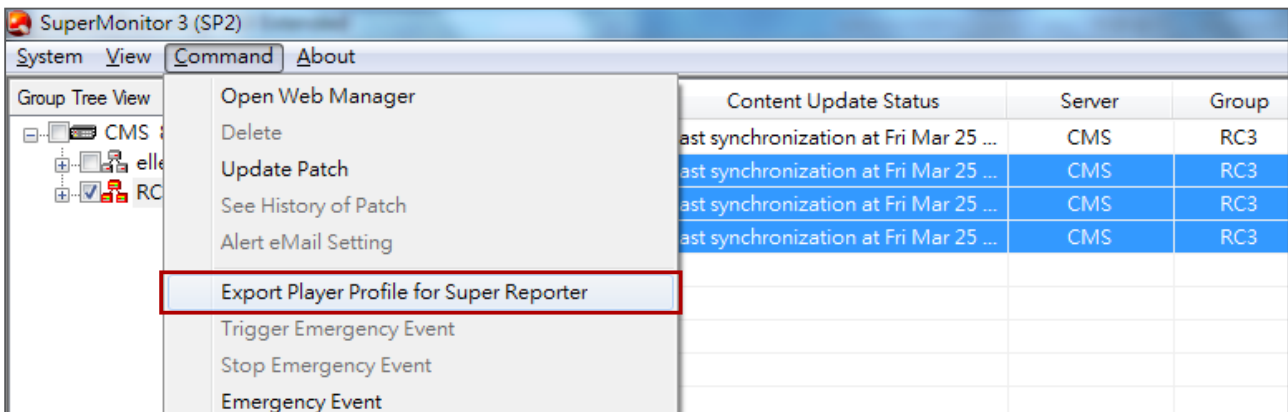 SuperMonitor 3 (SP2)
System View Command About
Group Tree View
CMS
elle
RC
Open Web Manager
Delete
Update Patch
See History of Patch
Alert eMail Setting
Export Player Profile for Super Reporter
Trigger Emergency Event
Stop Emergency Event
Emergency Event
Content Update Status Server Group
ast synchronization at Fri Mar 25 ... CMS RC3
ast synchronization at Fri Mar 25 ... CMS RC3
ast synchronization at Fri Mar 25 ... CMS RC3
ast synchronization at Fri Mar 25 ... CMS RC3